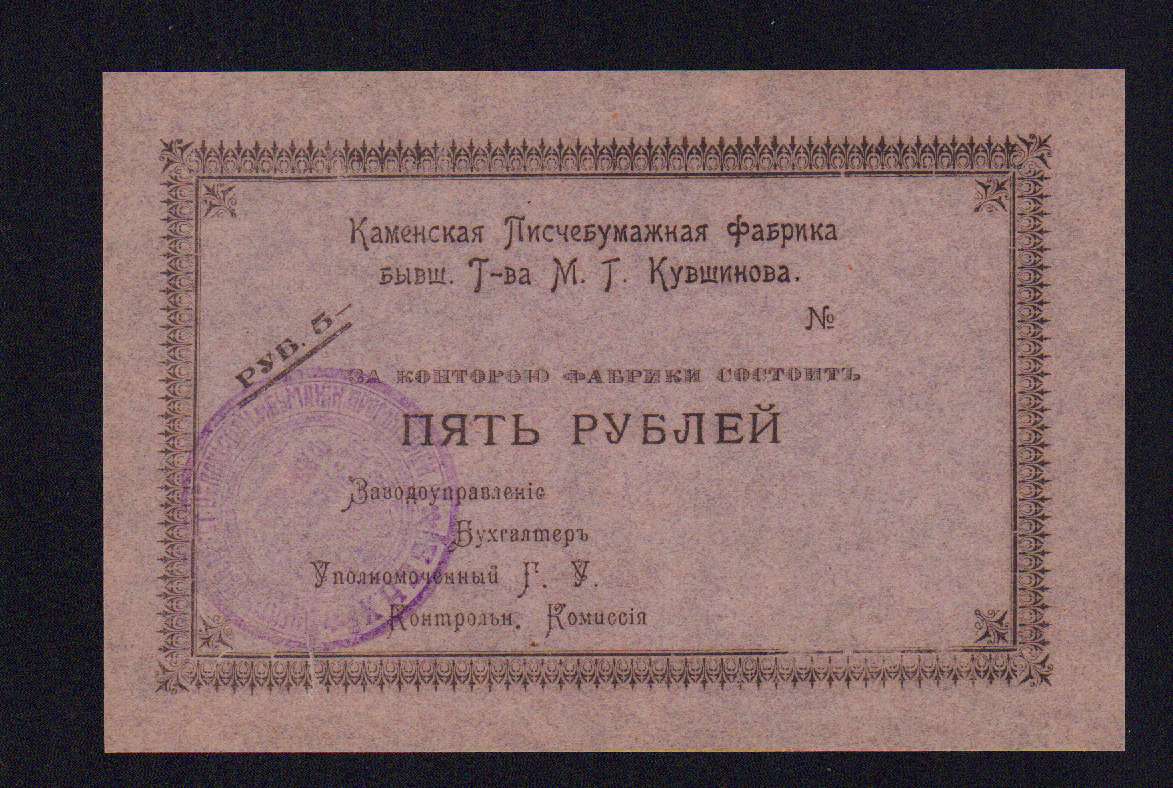 Каменская Писчебумажная Фабрика
бывш. Т-ва М. Г. Кувшинова.
№
РУБ. 5-
ЗА КОНТОРОЮ ФАБРИКИ СОСТОИТЪ
ПЯТЬ РУБЛЕЙ
Заводоуправленіе
Бухгалтеръ
Уполномоченный Г. У.
Контрольн. Комиссія